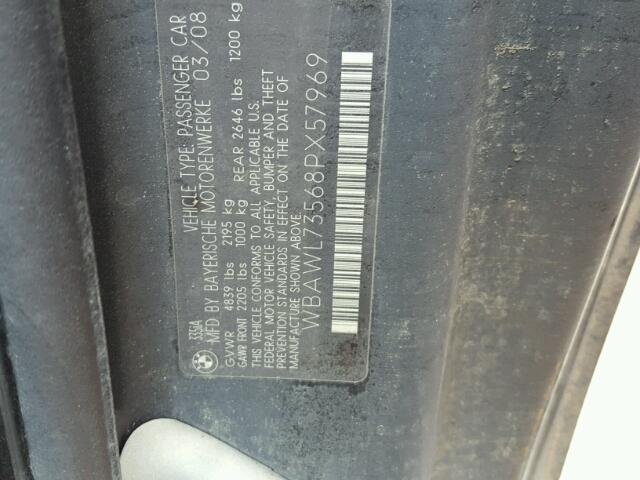 VEHICLE TYPE: PASSENGER CAR
335iA MFD BY BAYERISCHE MOTORENWERKE 03/08
GVWR 4839 lbs 2195 kg
GAWR FRONT 2205 lbs 1000 kg REAR 2646 lbs 1200 kg
THIS VEHICLE CONFORMS TO ALL APPLICABLE U.S.
FEDERAL MOTOR VEHICLE SAFETY, BUMPER AND THEFT
PREVENTION STANDARDS IN EFFECT ON THE DATE OF
MANUFACTURE SHOWN ABOVE.
WBAWL73568PX57969